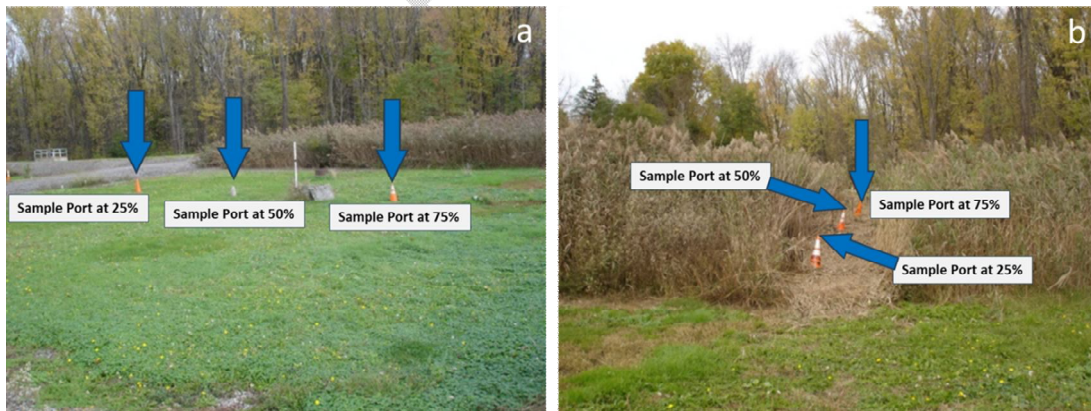 a
Sample Port at 25%
Sample Port at 50%
Sample Port at 75%
b
Sample Port at 50%
Sample Port at 75%
Sample Port at 25%